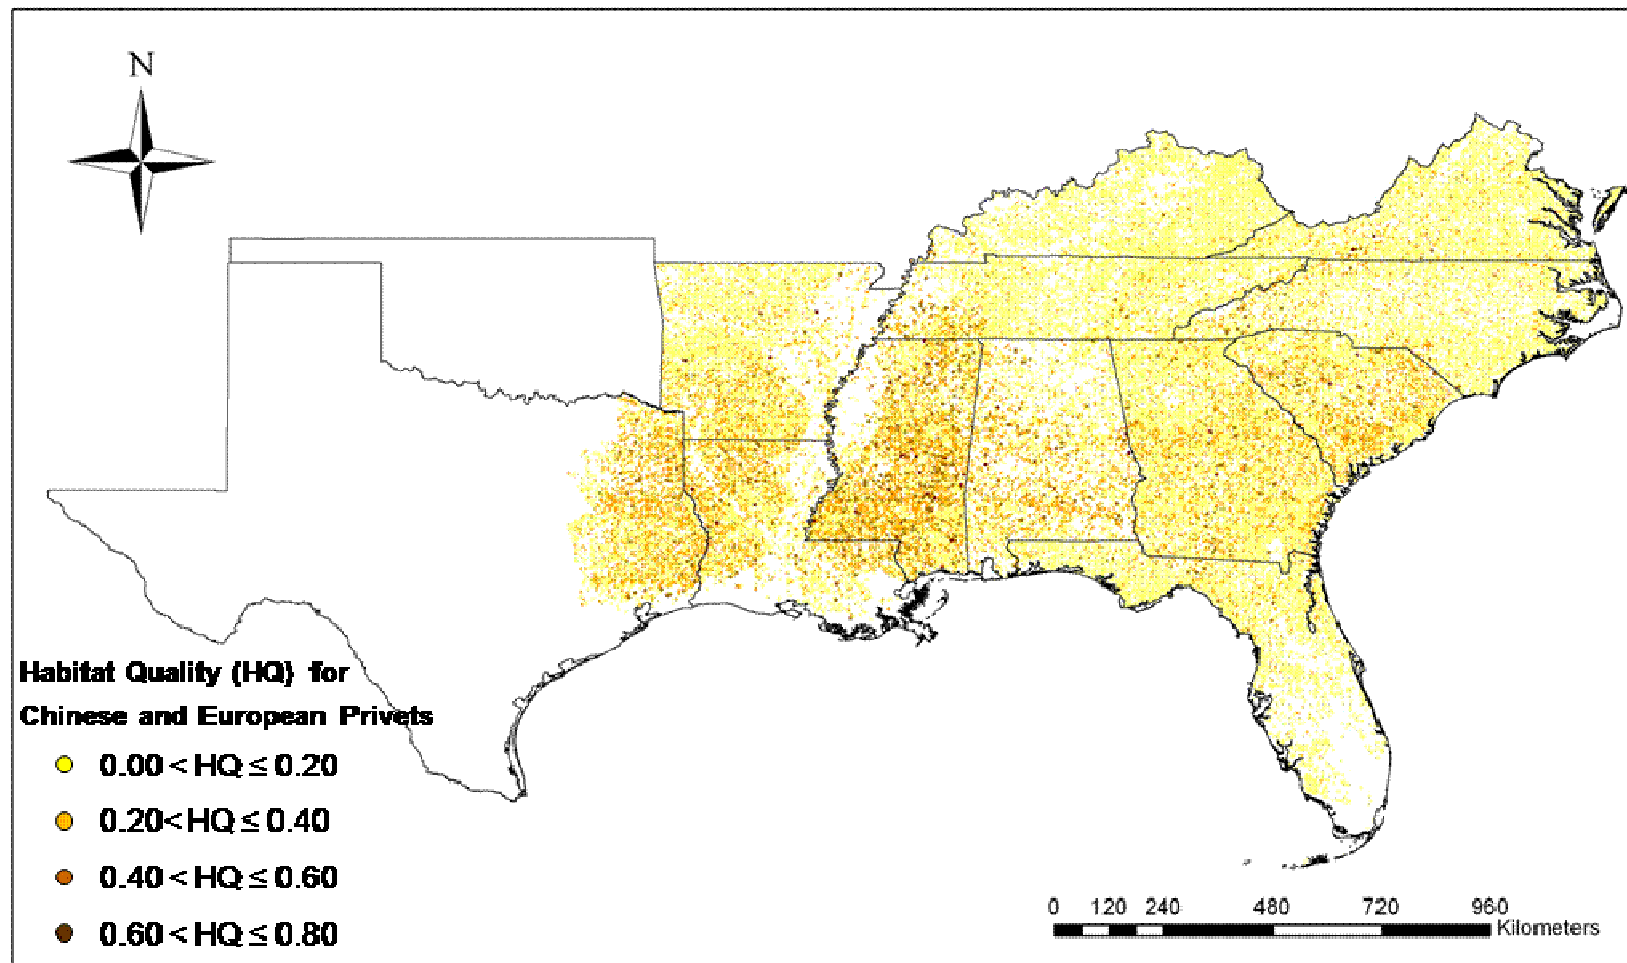 N
Habitat Quality (HQ) for
Chinese and European Privets
0.00 < HQ ≤ 0.20
0.20<HQ ≤ 0.40
0.40 < HQ ≤ 0.60
0.60 < HQ ≤ 0.80
0 120 240 480 720 960
Kilometers